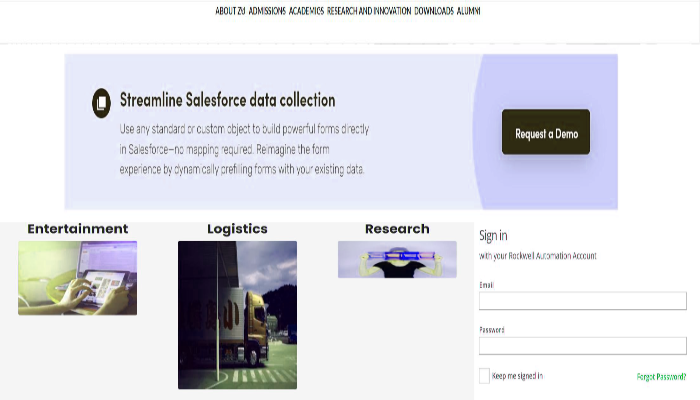 ABOUT ZU ADMISSIONS ACADEMICS RESEARCH AND INNOVATION DOWNLOADS ALUMNI
Streamline Salesforce data collection
Use any standard or custom object to build powerful forms directly
in Salesforce—no mapping required. Reimagine the form
experience by dynamically prefilling forms with your existing data.
Request a Demo
Entertainment
Logistics
Research
Sign in
with your Rockwell Automation Account
Email
Password
Keep me signed in
Forgot Password?